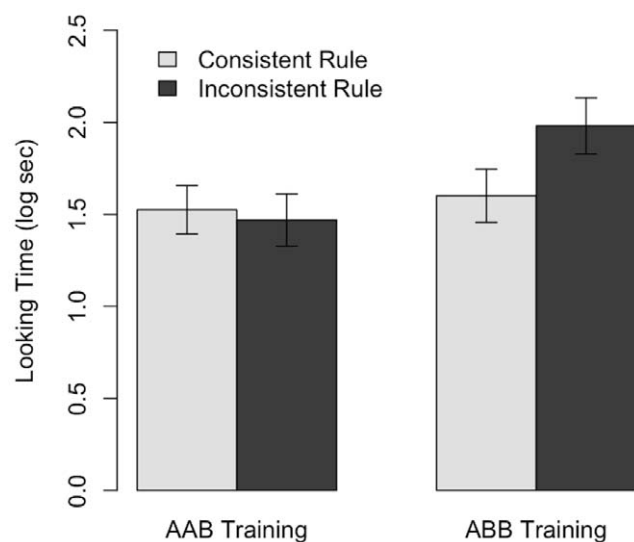 2.5
2.0
1.5
1.0
0.5
0.0
Looking Time (log sec)
Consistent Rule
Inconsistent Rule
AAB Training
ABB Training